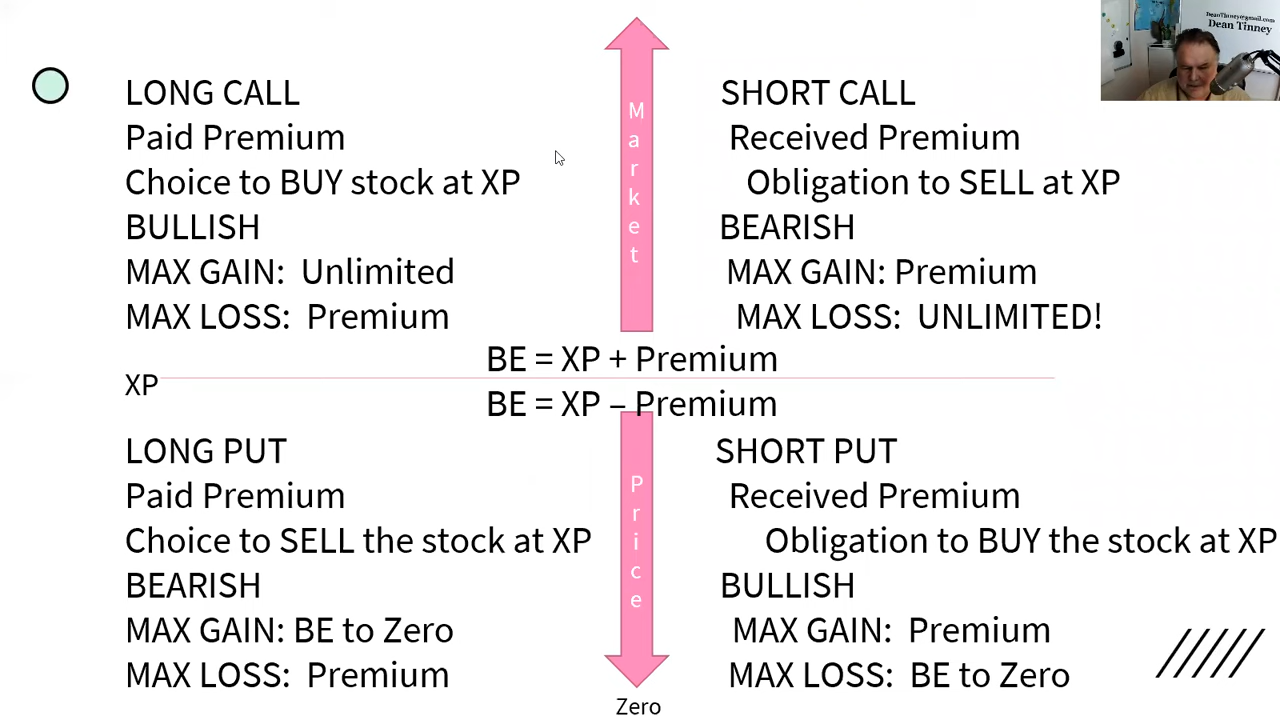 DeanTinney@gmail.com
Dean Tinney
LONG CALL
Paid Premium
Choice to BUY stock at XP
BULLISH
MAX GAIN: Unlimited
MAX LOSS: Premium
Market
SHORT CALL
Received Premium
Obligation to SELL at XP
BEARISH
MAX GAIN: Premium
MAX LOSS: UNLIMITED!
BE = XP + Premium
XP
BE = XP – Premium
LONG PUT
Paid Premium
Choice to SELL the stock at XP
BEARISH
MAX GAIN: BE to Zero
MAX LOSS: Premium
Price
SHORT PUT
Received Premium
Obligation to BUY the stock at XP
BULLISH
MAX GAIN: Premium
MAX LOSS: BE to Zero
Zero